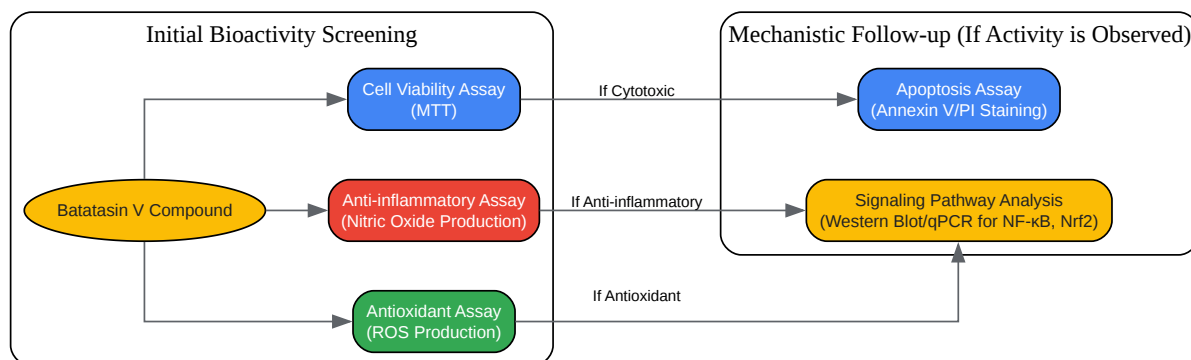 Initial Bioactivity Screening
Mechanistic Follow-up (If Activity is Observed)
Cell Viability Assay
(MTT)
If Cytotoxic
Apoptosis Assay
(Annexin V/PI Staining)
Batatasin V Compound
Anti-inflammatory Assay
(Nitric Oxide Production)
If Anti-inflammatory
Signaling Pathway Analysis
(Western Blot/qPCR for NF-κB, Nrf2)
Antioxidant Assay
(ROS Production)
If Antioxidant